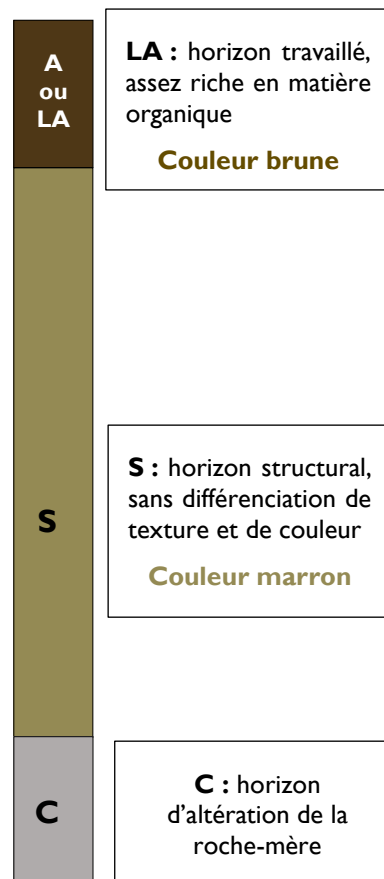 A
ou
LA
LA : horizon travaillé,
assez riche en matière
organique
Couleur brune
S
S : horizon structural,
sans différenciation de
texture et de couleur
Couleur marron
C
C : horizon
d’altération de la
roche-mère